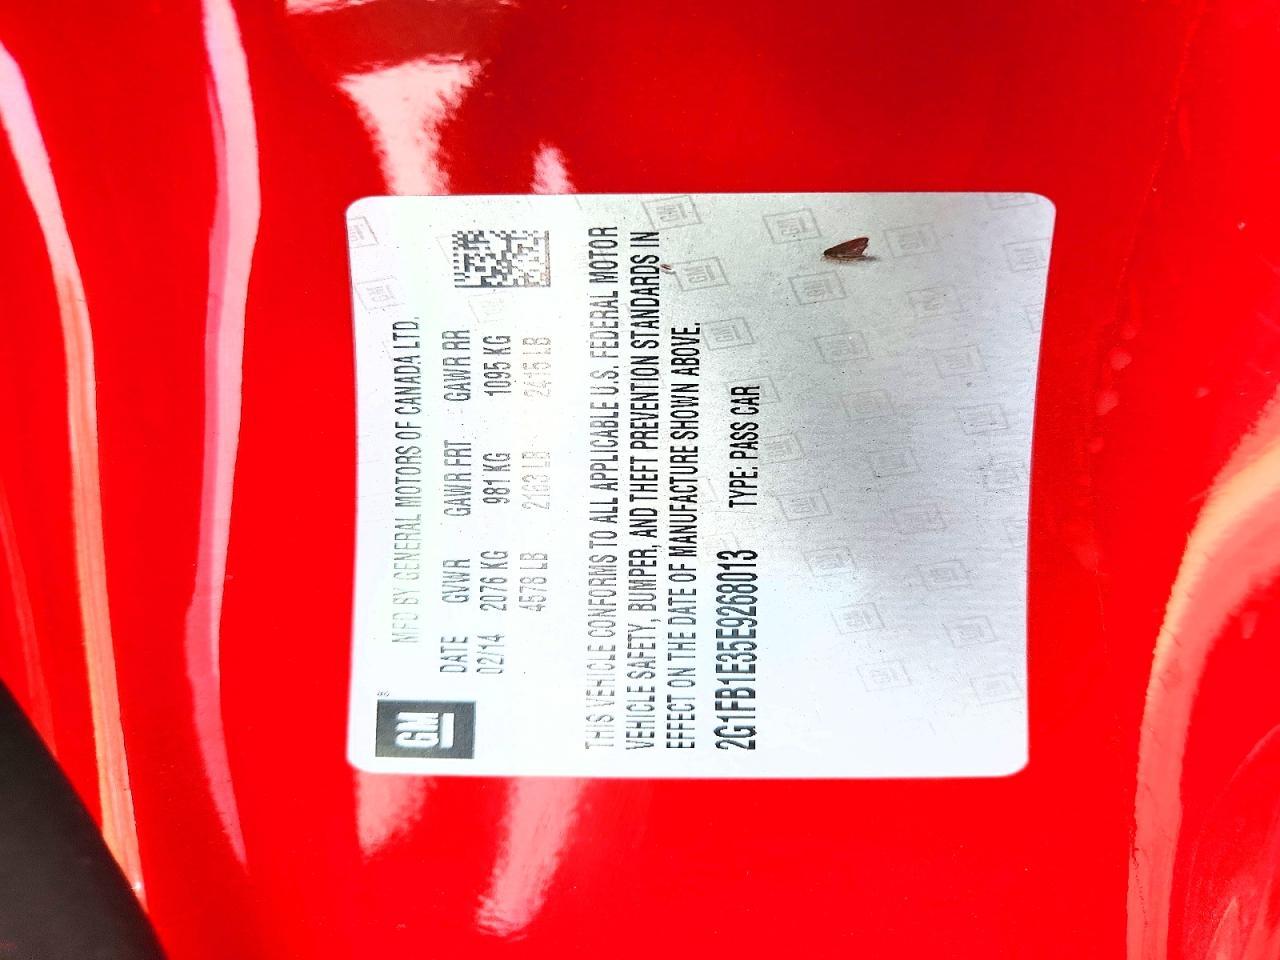 GM ®
MFD BY GENERAL MOTORS OF CANADA LTD.
DATE GVWR GAWR FRT GAWR RR
02/14 2076 KG 981 KG 1095 KG
4578 LB 2163 LB 2415 LB
THIS VEHICLE CONFORMS TO ALL APPLICABLE U.S. FEDERAL MOTOR
VEHICLE SAFETY, BUMPER, AND THEFT PREVENTION STANDARDS IN
EFFECT ON THE DATE OF MANUFACTURE SHOWN ABOVE.
2G1FB1E35E9268013 TYPE: PASS CAR